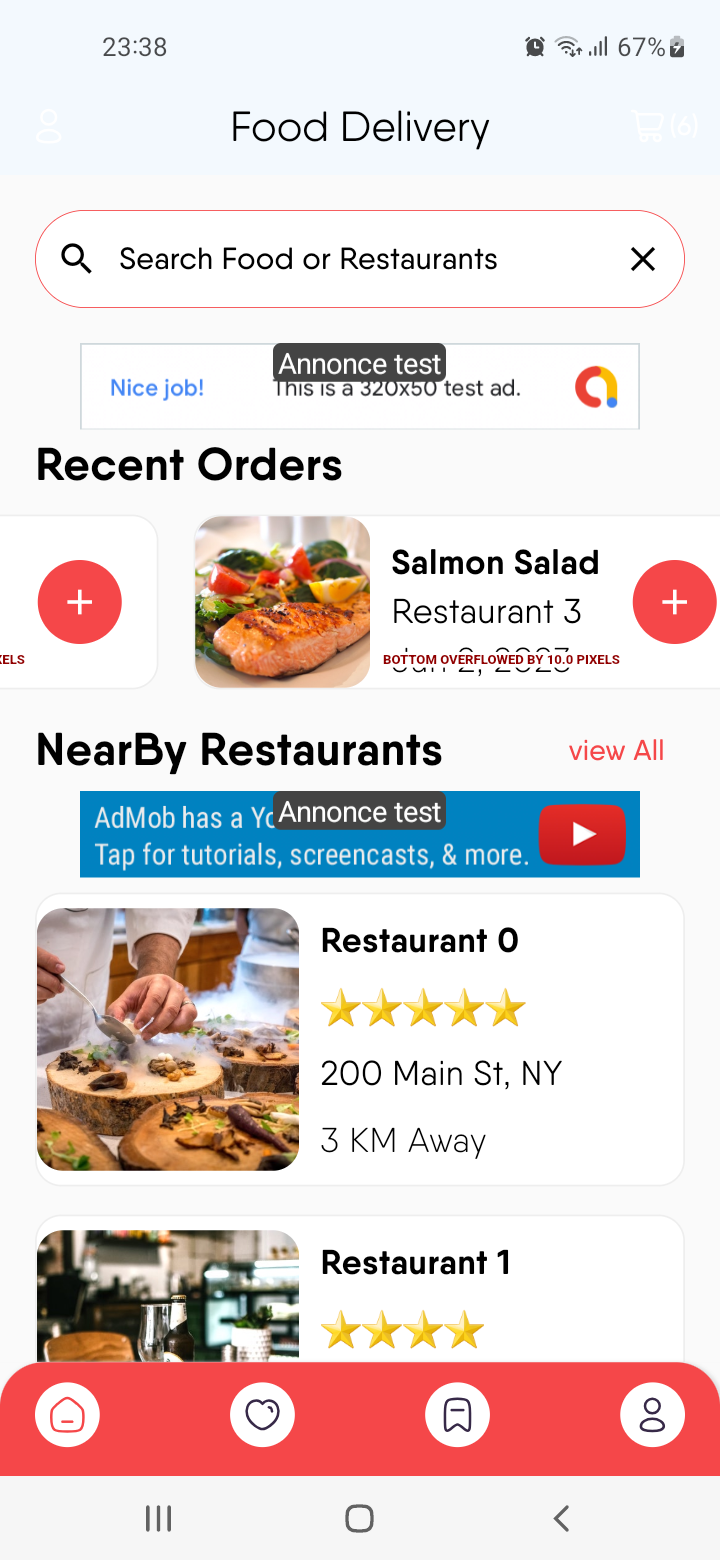 23:38
67%
Food Delivery
(6)
Search Food or Restaurants
Annonce test
Nice job!
This is a 320x50 test ad.
Recent Orders
Salmon Salad
Restaurant 3
Jun 2, 2023
XELS
BOTTOM OVERFLOWED BY 10.0 PIXELS
NearBy Restaurants
view All
Annonce test
AdMob has a Yo
Tap for tutorials, screencasts, & more.
Restaurant 0
200 Main St, NY
3 KM Away
Restaurant 1